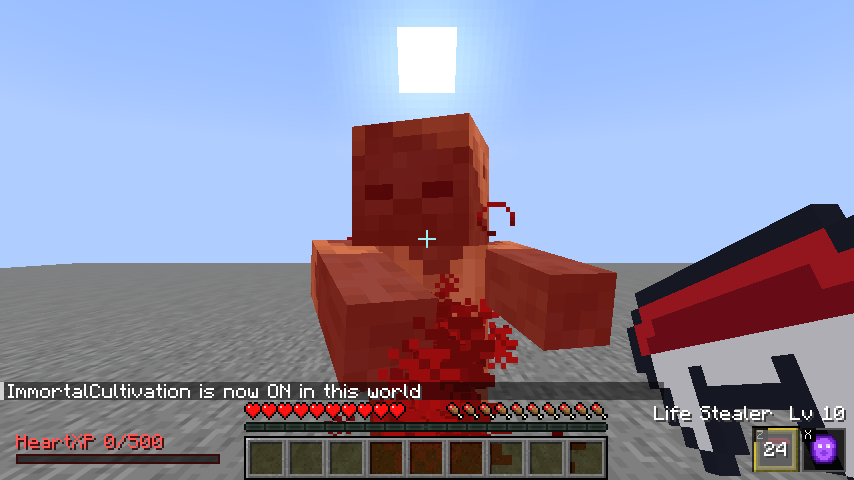 ImmortalCultivation is now ON in this world
Life Stealer Lv 10
HeartXP 0/500
Z
24
X